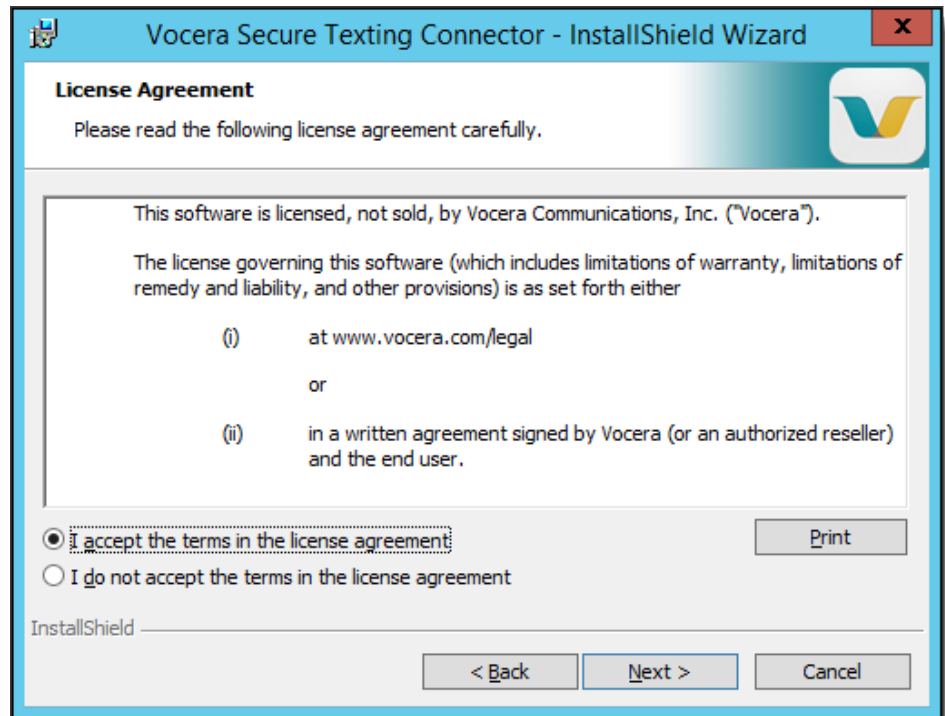 Vocera Secure Texting Connector - InstallShield Wizard
x
License Agreement
Please read the following license agreement carefully.
This software is licensed, not sold, by Vocera Communications, Inc. ("Vocera").
The license governing this software (which includes limitations of warranty, limitations of
remedy and liability, and other provisions) is as set forth either
(i) at www.vocera.com/legal
or
(ii) in a written agreement signed by Vocera (or an authorized reseller)
and the end user.
I accept the terms in the license agreement
Print
I do not accept the terms in the license agreement
InstallShield
< Back Next > Cancel